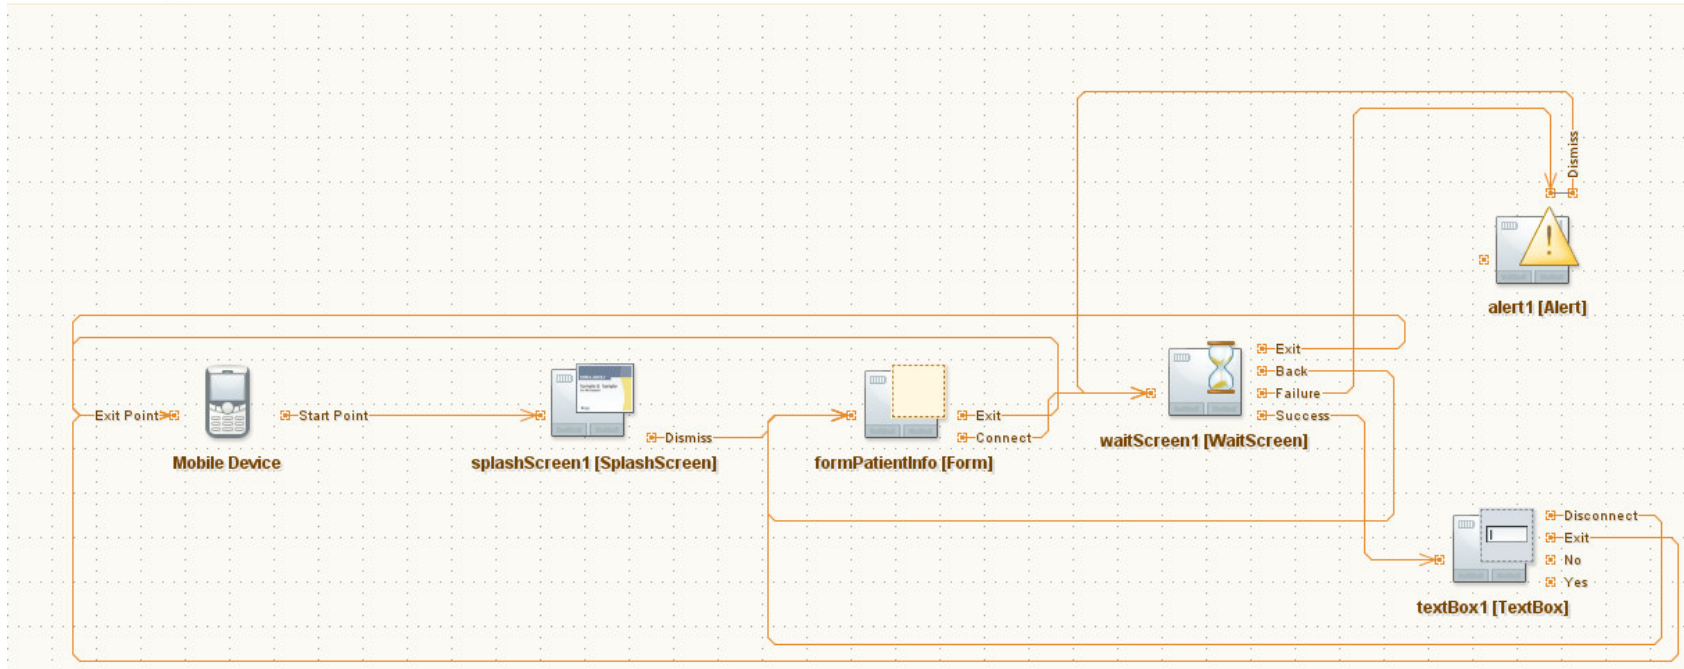 Dismiss
alert1 [Alert]
Exit
Back
Failure
Success
waitScreen1 [WaitScreen]
Exit Point
Start Point
Mobile Device
Dismiss
splashScreen1 [SplashScreen]
Exit
Connect
formPatientInfo [Form]
Disconnect
Exit
No
Yes
textBox1 [TextBox]